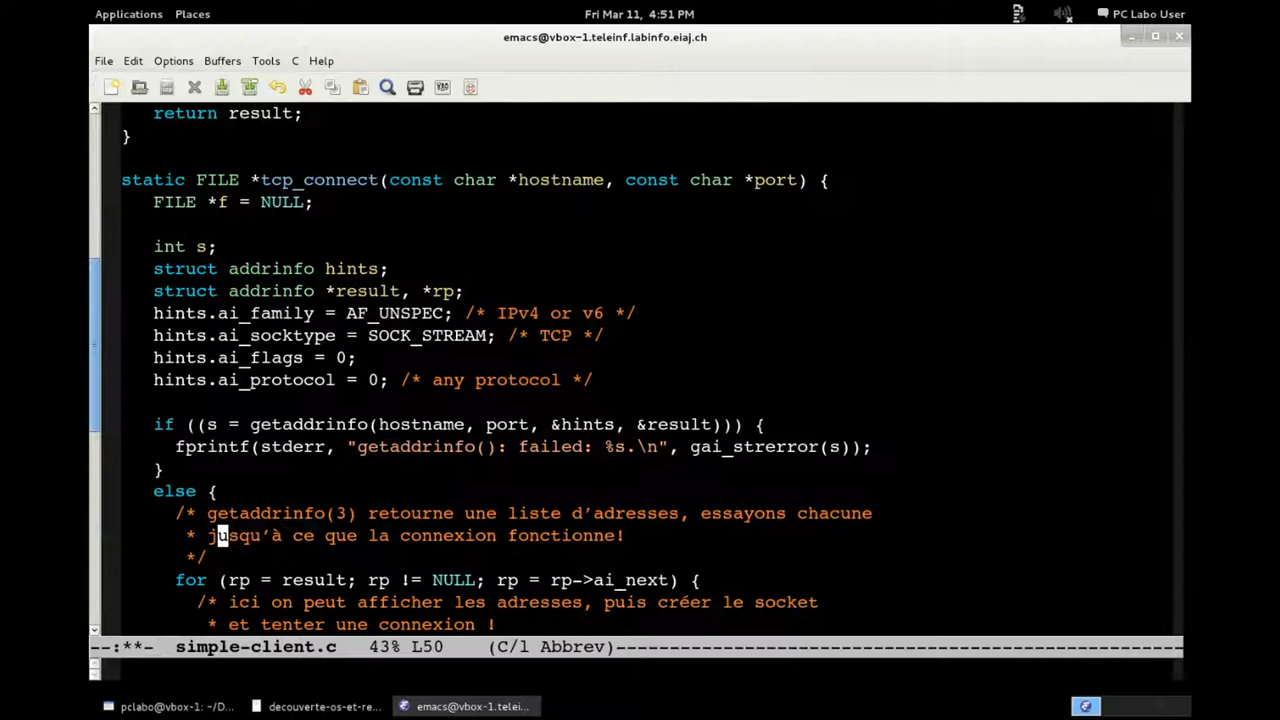 Applications Places Fri Mar 11, 4:51 PM PC Labo User
emacs@vbox-1.teleinf.labinfo.eiaj.ch
File Edit Options Buffers Tools C Help
return result;
}
static FILE *tcp_connect(const char *hostname, const char *port) {
FILE *f = NULL;
int s;
struct addrinfo hints;
struct addrinfo *result, *rp;
hints.ai_family = AF_UNSPEC; /* IPv4 or v6 */
hints.ai_socktype = SOCK_STREAM; /* TCP */
hints.ai_flags = 0;
hints.ai_protocol = 0; /* any protocol */
if ((s = getaddrinfo(hostname, port, &hints, &result))) {
fprintf(stderr, "getaddrinfo(): failed: %s.\n", gai_strerror(s));
}
else {
/* getaddrinfo(3) retourne une liste d'adresses, essayons chacune
* jusqu'à ce que la connexion fonctionne!
*/
for (rp = result; rp != NULL; rp = rp->ai_next) {
/* ici on peut afficher les adresses, puis créer le socket
* et tenter une connexion !
--:**- simple-client.c 43% L50 (C/l Abbrev)------------------------------------------------------
pclabo@vbox-1: ~/D... decouverte-os-et-re... emacs@vbox-1.telei...